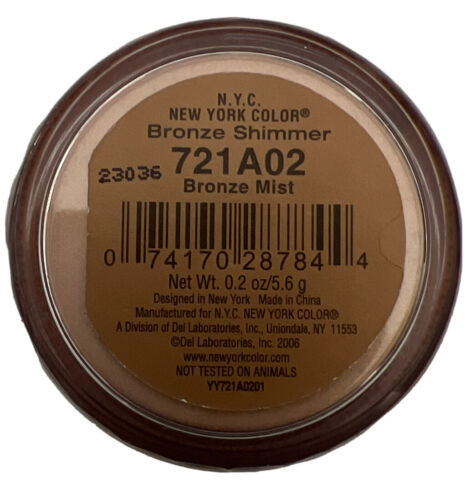 N.Y.C.
NEW YORK COLOR®
Bronze Shimmer
23036 721A02
Bronze Mist
0 74170 28784 4
Net Wt. 0.2 oz/5.6 g
Designed in New York Made in China
Manufactured for N.Y.C. NEW YORK COLOR®
A Division of Del Laboratories, Inc., Uniondale, NY 11553
©Del Laboratories, Inc. 2006
www.newyorkcolor.com
NOT TESTED ON ANIMALS
YY721A0201